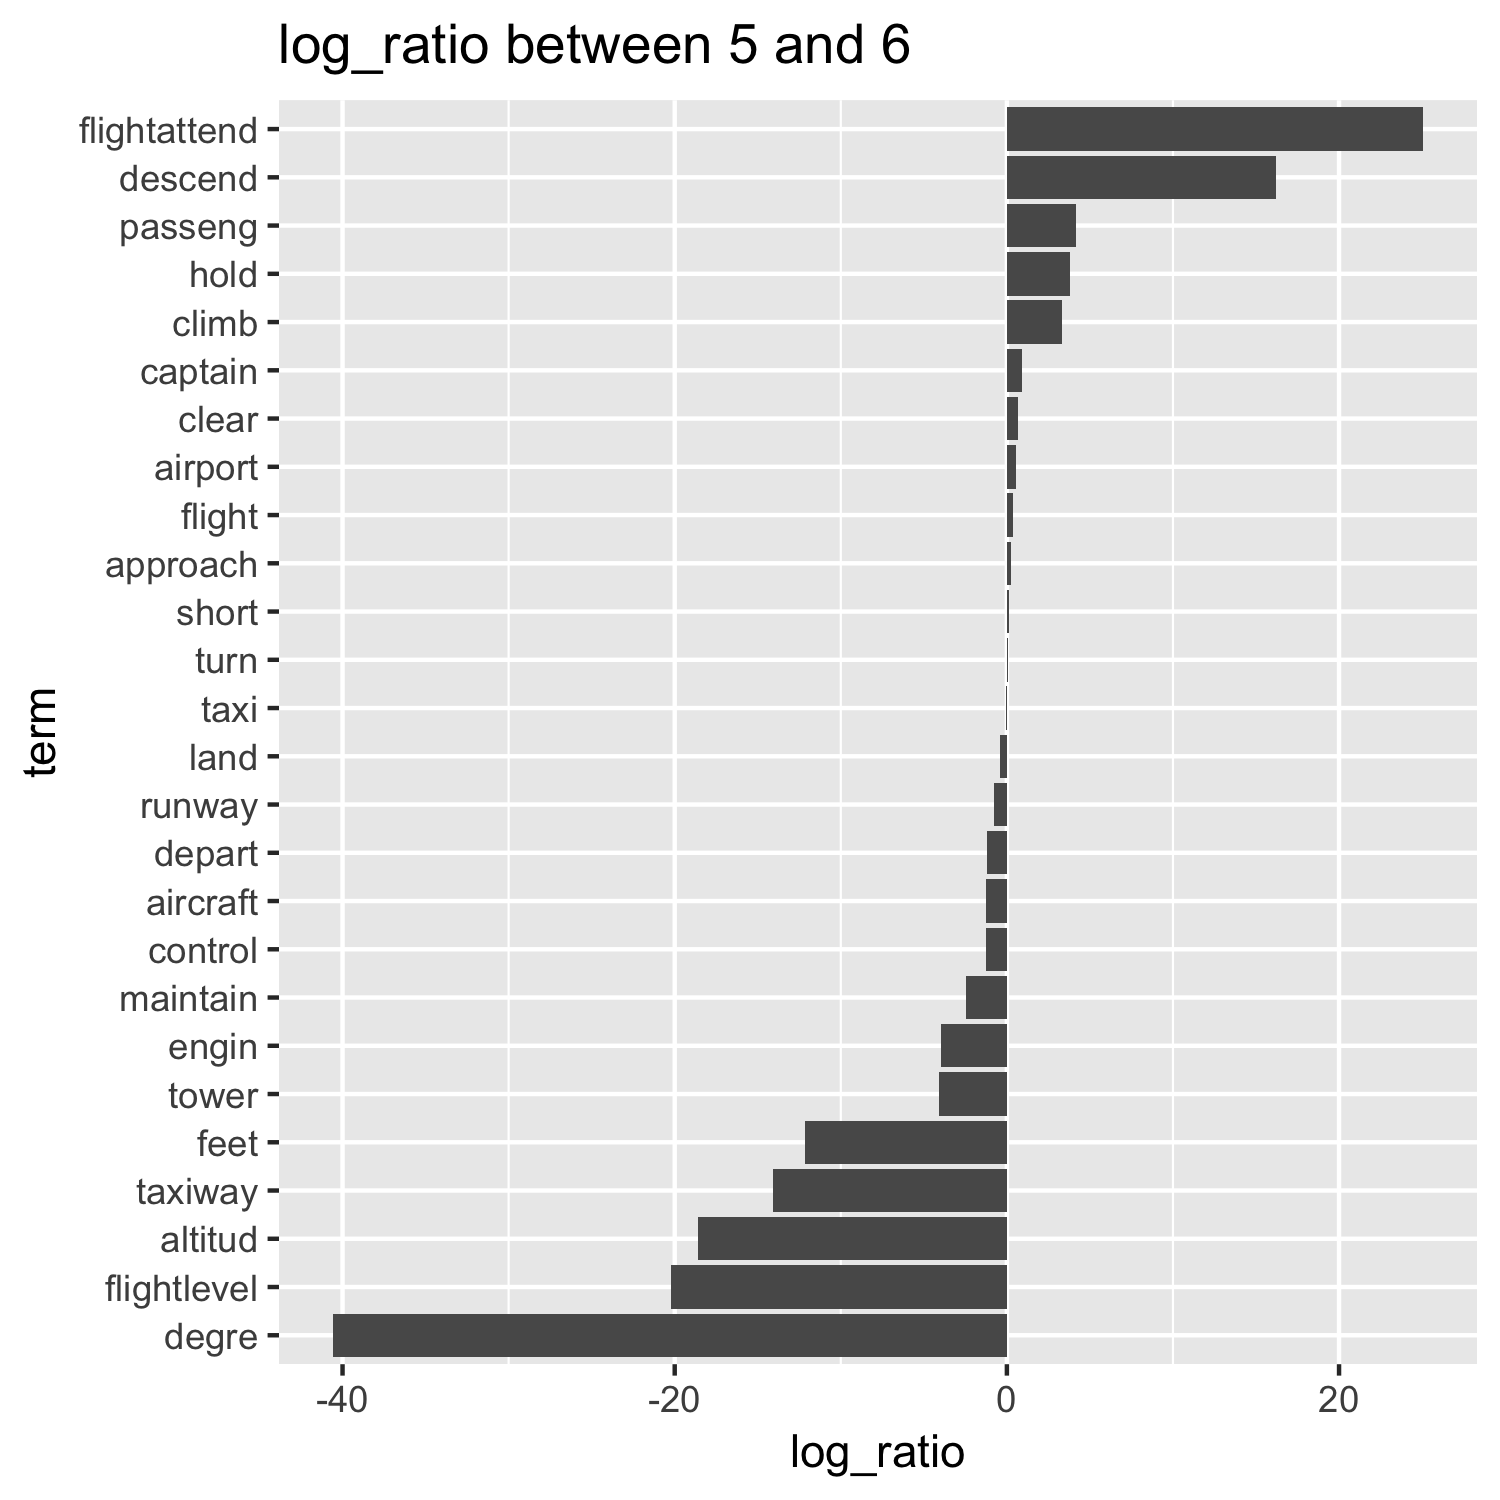 log_ratio between 5 and 6
flightattend
descend
passeng
hold
climb
captain
clear
airport
flight
approach
short
turn
taxi
land
runway
depart
aircraft
control
maintain
engin
tower
feet
taxiway
altitud
flightlevel
degre
term
-40 -20 0 20
log_ratio